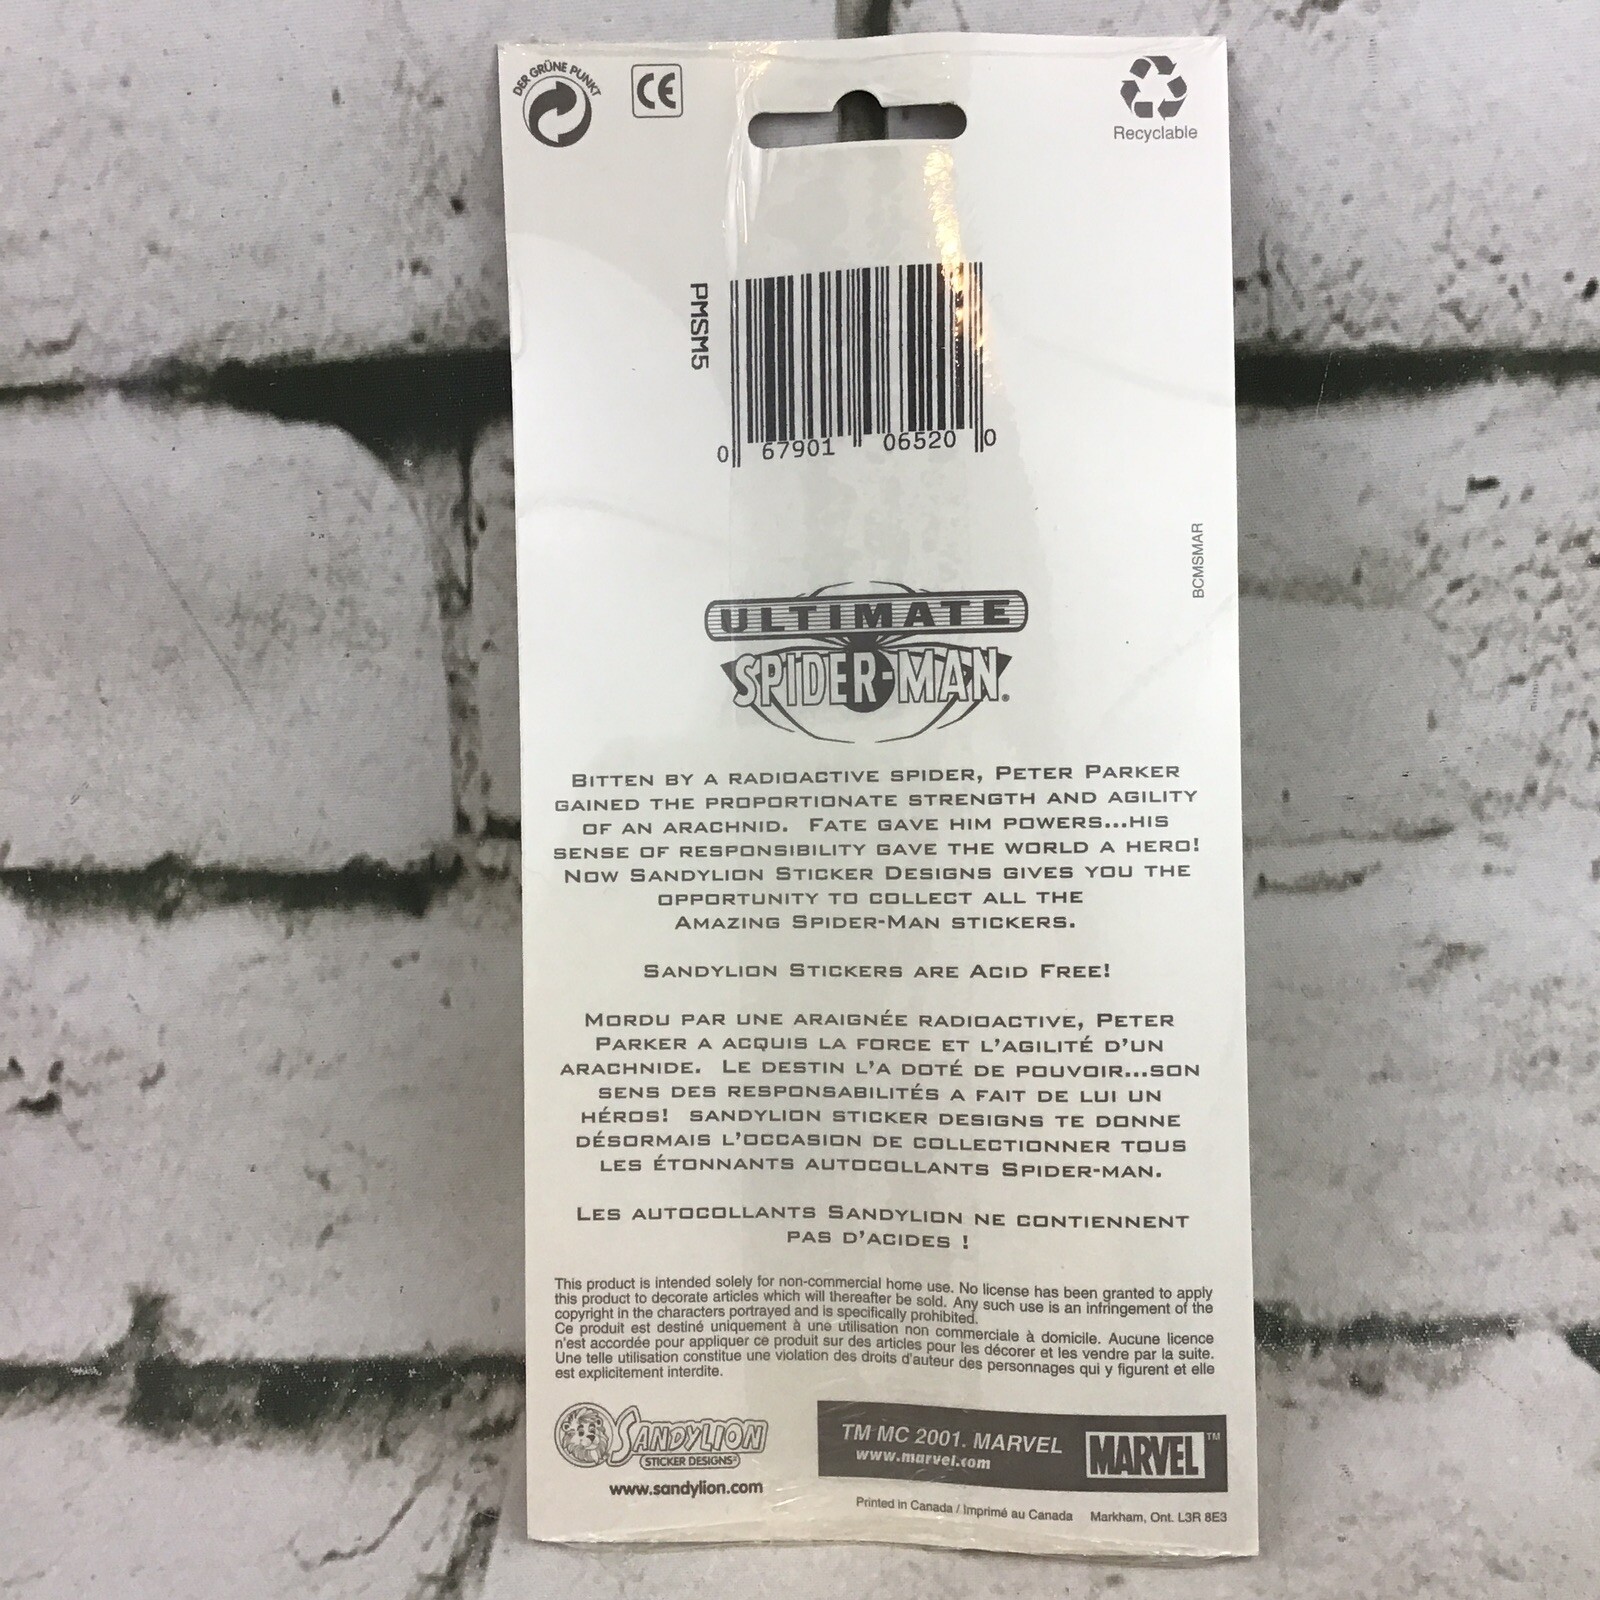 DER GRÜNE PUNKT
CE
Recyclable
PMSM5
0 67901 06520 0
BCMSMAR
ULTIMATE
SPIDER-MAN®
BITTEN BY A RADIOACTIVE SPIDER, PETER PARKER
GAINED THE PROPORTIONATE STRENGTH AND AGILITY
OF AN ARACHNID. FATE GAVE HIM POWERS...HIS
SENSE OF RESPONSIBILITY GAVE THE WORLD A HERO!
NOW SANDYLION STICKER DESIGNS GIVES YOU THE
OPPORTUNITY TO COLLECT ALL THE
AMAZING SPIDER-MAN STICKERS.
SANDYLION STICKERS ARE ACID FREE!
MORDU PAR UNE ARAIGNÉE RADIOACTIVE, PETER
PARKER A ACQUIS LA FORCE ET L'AGILITÉ D'UN
ARACHNIDE. LE DESTIN L'A DOTÉ DE POUVOIR...SON
SENS DES RESPONSABILITÉS A FAIT DE LUI UN
HÉROS! SANDYLION STICKER DESIGNS TE DONNE
DÉSORMAIS L'OCCASION DE COLLECTIONNER TOUS
LES ÉTONNANTS AUTOCOLLANTS SPIDER-MAN.
LES AUTOCOLLANTS SANDYLION NE CONTIENNENT
PAS D'ACIDES !
This product is intended solely for non-commercial home use. No license has been granted to apply
this product to decorate articles which will thereafter be sold. Any such use is an infringement of the
copyright in the characters portrayed and is specifically prohibited.
Ce produit est destiné uniquement à une utilisation non commerciale à domicile. Aucune licence
n'est accordée pour appliquer ce produit sur des articles pour les décorer et les vendre par la suite.
Une telle utilisation constitue une violation des droits d'auteur des personnages qui y figurent et elle
est explicitement interdite.
SANDYLION
STICKER DESIGNS®
www.sandylion.com
TM MC 2001. MARVEL
www.marvel.com
MARVEL™
Printed in Canada / Imprimé au Canada Markham, Ont. L3R 8E3